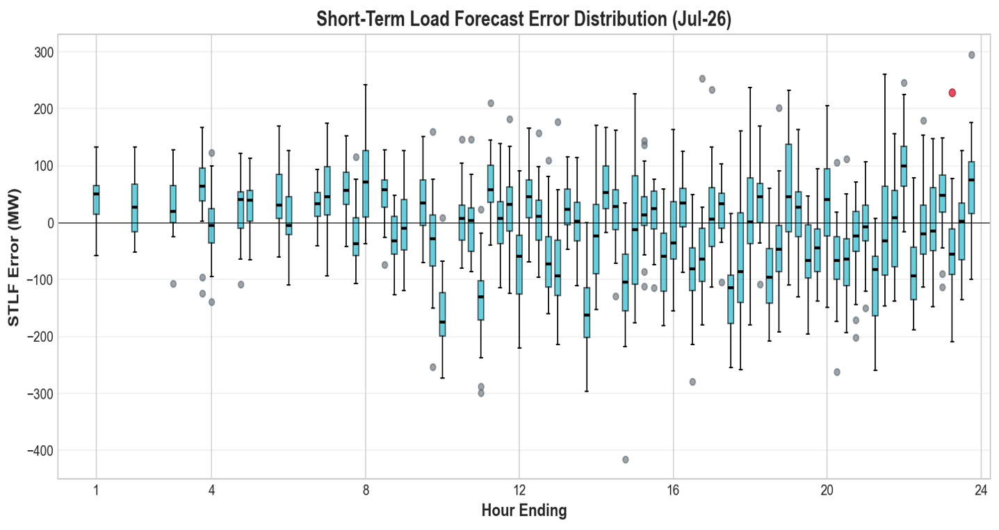 Short-Term Load Forecast Error Distribution (Jul-26)
STLF Error (MW)
300
200
100
0
−100
−200
−300
−400
1 4 8 12 16 20 24
Hour Ending